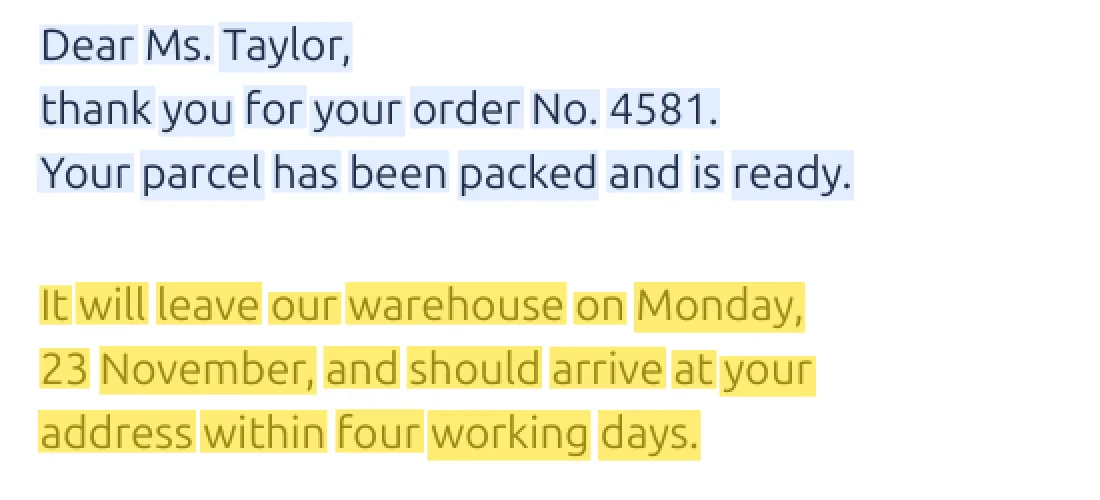 Dear Ms. Taylor,
thank you for your order No. 4581.
Your parcel has been packed and is ready.
It will leave our warehouse on Monday,
23 November, and should arrive at your
address within four working days.